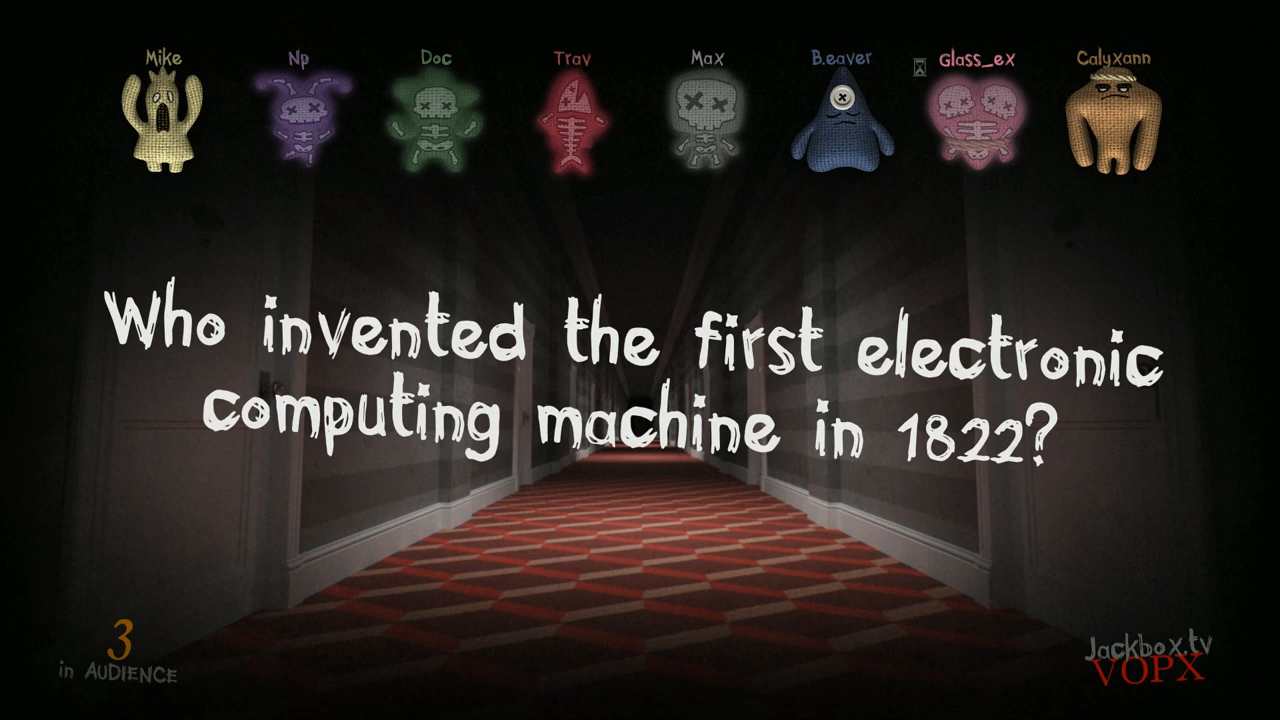 Mike
Np
Doc
Trav
Max
B.eaver
Glass_ex
Calyxann
Who invented the first electronic
computing machine in 1822?
3
in AUDIENCE
Jackbox.tv
VOPX